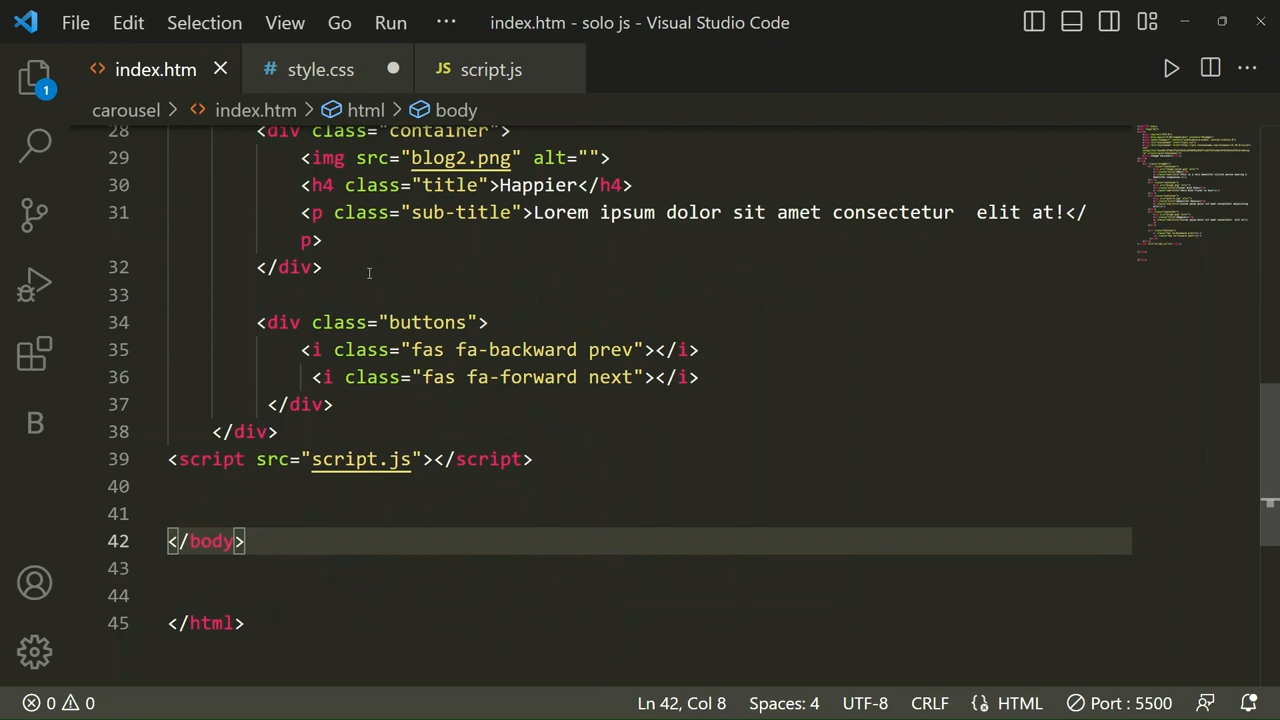 File Edit Selection View Go Run ··· index.htm - solo js - Visual Studio Code
<> index.htm # style.css JS script.js
carousel > <> index.htm > html > body
28 <div class="container">
29 <img src="blog2.png" alt="">
30 <h4 class="title">Happier</h4>
31 <p class="sub-title">Lorem ipsum dolor sit amet consectetur  elit at!</
p>
32 </div>
33
34 <div class="buttons">
35 <i class="fas fa-backward prev"></i>
36 <i class="fas fa-forward next"></i>
37 </div>
38 </div>
39 <script src="script.js"></script>
40
41
42 </body>
43
44
45 </html>
1
B
0 0 Ln 42, Col 8 Spaces: 4 UTF-8 CRLF {} HTML Port : 5500